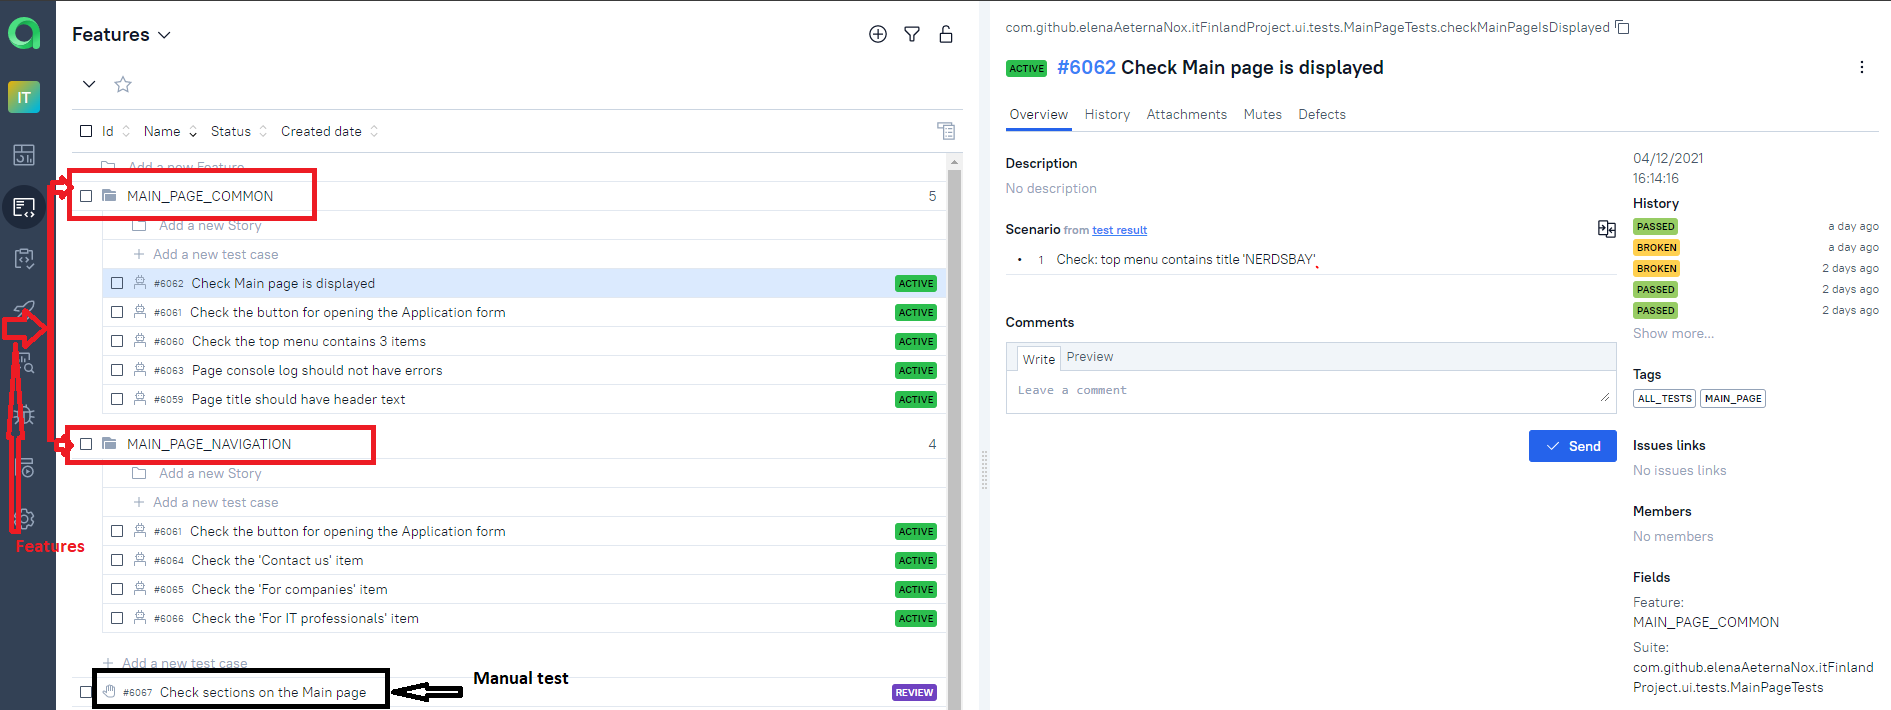 IT
Features
Id Name Status Created date
Add a new Feature
MAIN_PAGE_COMMON 5
Add a new Story
Add a new test case
#6062 Check Main page is displayed ACTIVE
#6061 Check the button for opening the Application form ACTIVE
#6060 Check the top menu contains 3 items ACTIVE
#6063 Page console log should not have errors ACTIVE
#6059 Page title should have header text ACTIVE
MAIN_PAGE_NAVIGATION 4
Add a new Story
Add a new test case
#6061 Check the button for opening the Application form ACTIVE
#6064 Check the 'Contact us' item ACTIVE
#6065 Check the 'For companies' item ACTIVE
#6066 Check the 'For IT professionals' item ACTIVE
Add a new test case
#6067 Check sections on the Main page REVIEW
Features
Manual test
com.github.elenaAeternaNox.itFinlandProject.ui.tests.MainPageTests.checkMainPageIsDisplayed
ACTIVE #6062 Check Main page is displayed
Overview History Attachments Mutes Defects
Description
No description
Scenario from test result
• 1 Check: top menu contains title 'NERDSBAY'
Comments
Write Preview
Leave a comment
Send
04/12/2021
16:14:16
History
PASSED a day ago
BROKEN a day ago
BROKEN 2 days ago
PASSED 2 days ago
PASSED 2 days ago
Show more...
Tags
ALL_TESTS MAIN_PAGE
Issues links
No issues links
Members
No members
Fields
Feature:
MAIN_PAGE_COMMON
Suite:
com.github.elenaAeternaNox.itFinland
Project.ui.tests.MainPageTests